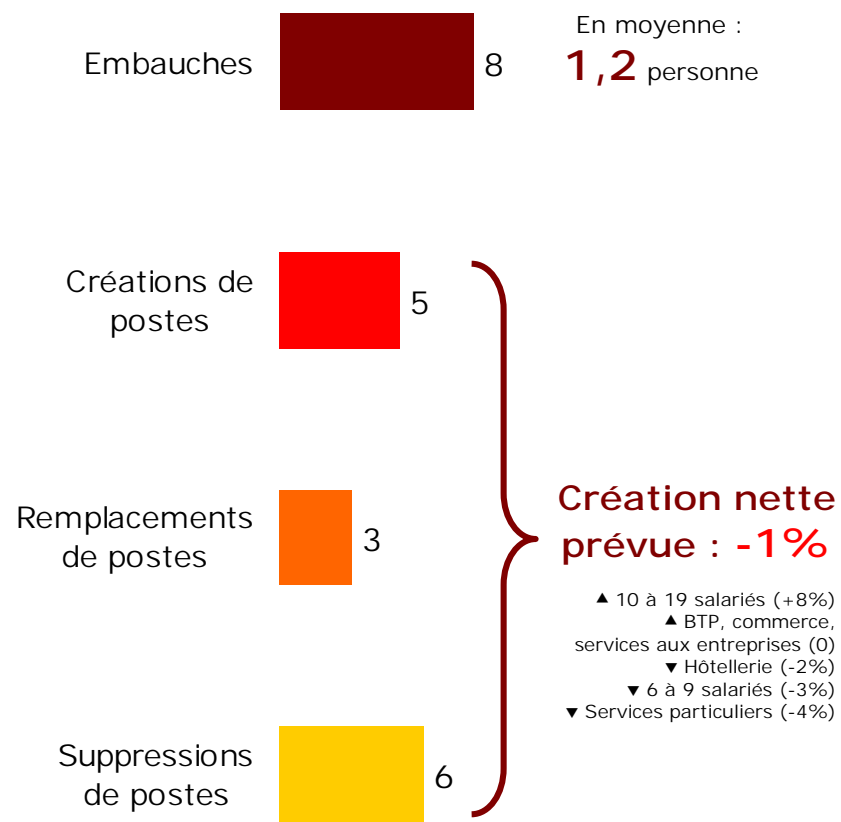 Embauches
8
En moyenne :
1,2 personne
Créations de
postes
5
Remplacements
de postes
3
Création nette
prévue : -1%
▲ 10 à 19 salariés (+8%)
▲ BTP, commerce,
services aux entreprises (0)
▼ Hôtellerie (-2%)
▼ 6 à 9 salariés (-3%)
▼ Services particuliers (-4%)
Suppressions
de postes
6